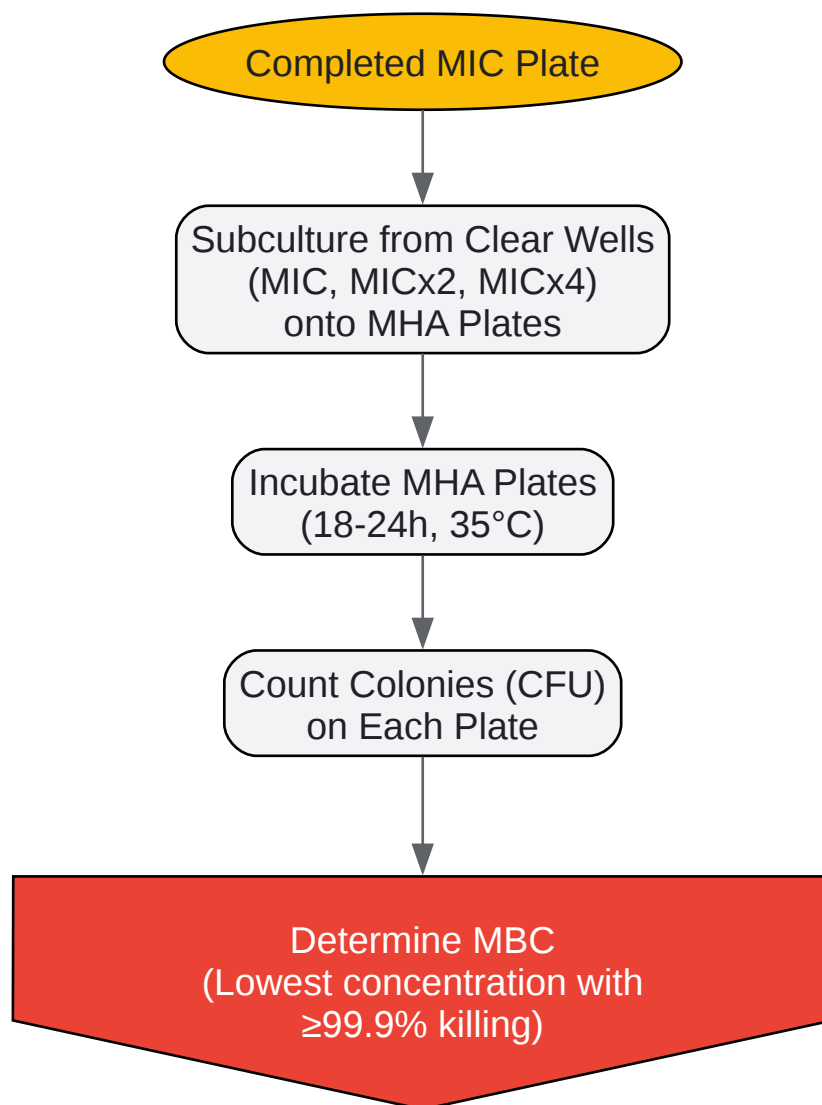 Completed MIC Plate
Subculture from Clear Wells
(MIC, MICx2, MICx4)
onto MHA Plates
Incubate MHA Plates
(18-24h, 35°C)
Count Colonies (CFU)
on Each Plate
Determine MBC
(Lowest concentration with
≥99.9% killing)